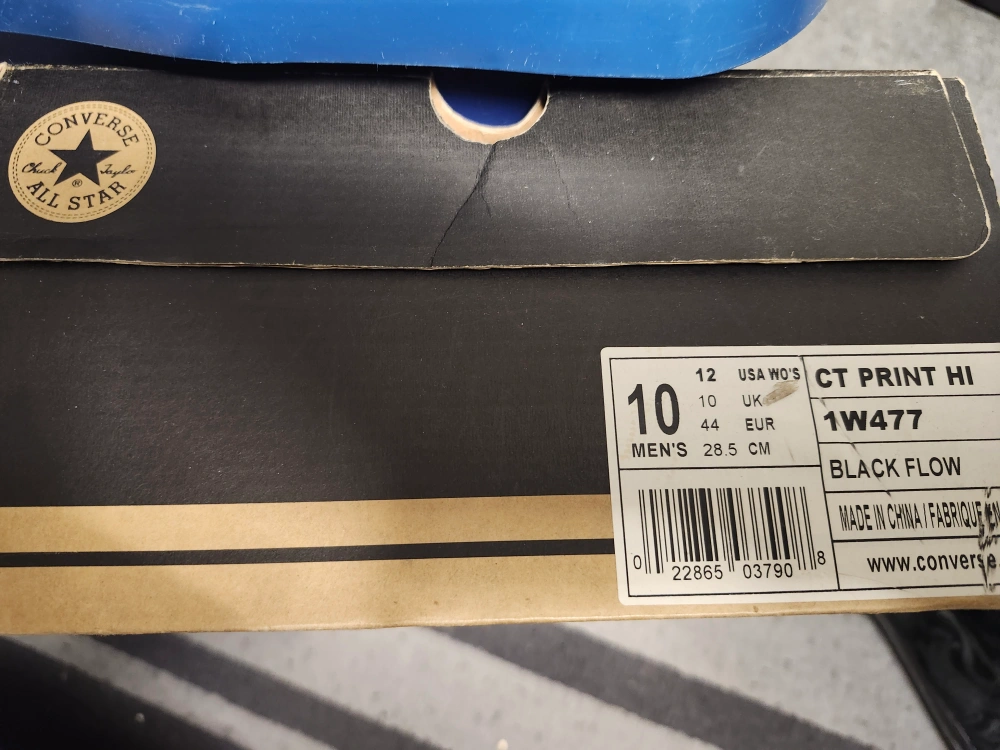 CONVERSE
Chuck Taylor
®
ALL STAR
10
MEN'S
12 USA WO'S
10 UK
44 EUR
28.5 CM
CT PRINT HI
1W477
BLACK FLOW
MADE IN CHINA / FABRIQUÉ EN
www.converse.
0 22865 03790 8